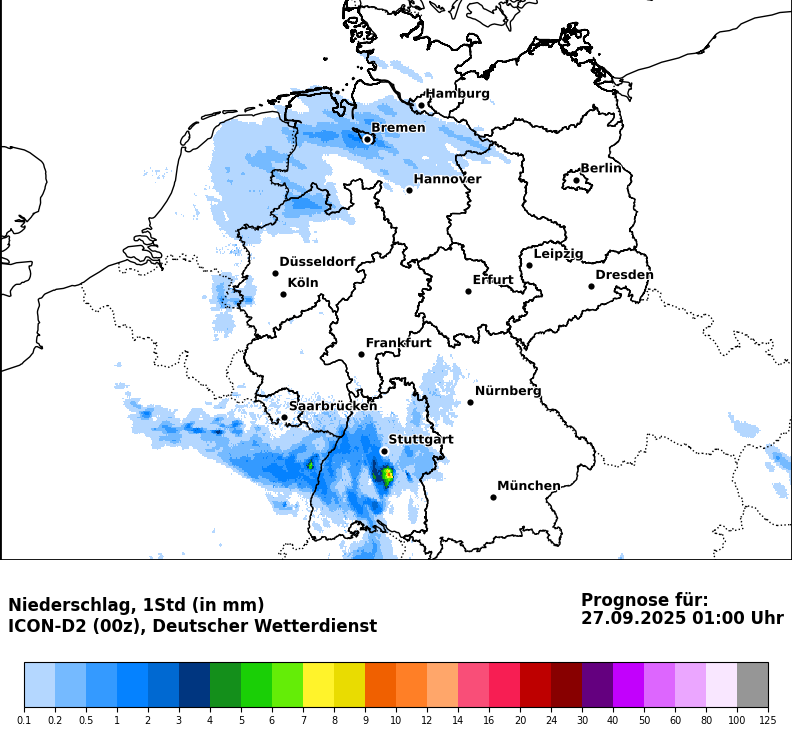 Hamburg
Bremen
Berlin
Hannover
Leipzig
Düsseldorf
Dresden
Köln
Erfurt
Frankfurt
Nürnberg
Saarbrücken
Stuttgart
München
Niederschlag, 1Std (in mm)
ICON-D2 (00z), Deutscher Wetterdienst
Prognose für:
27.09.2025 01:00 Uhr
0.1 0.2 0.5 1 2 3 4 5 6 7 8 9 10 12 14 16 20 24 30 40 50 60 80 100 125